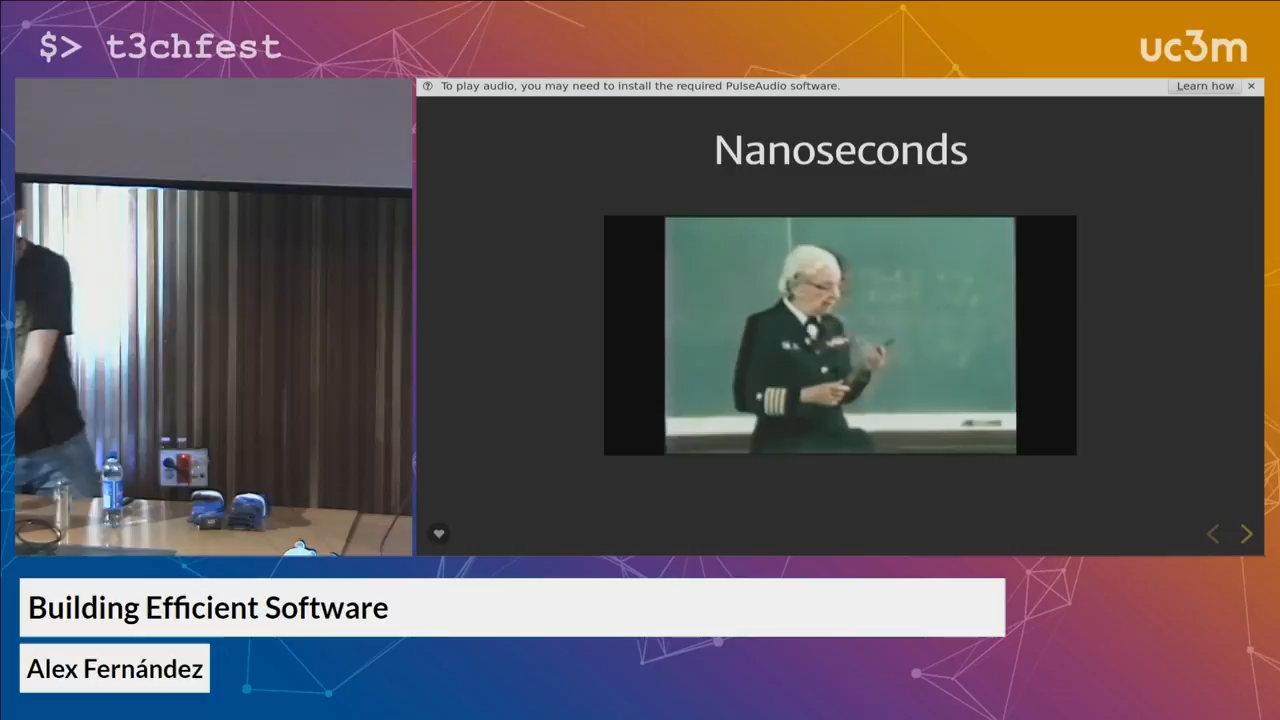 $> t3chfest
uc3m
To play audio, you may need to install the required PulseAudio software.
Learn how
Nanoseconds
Building Efficient Software
Alex Fernández